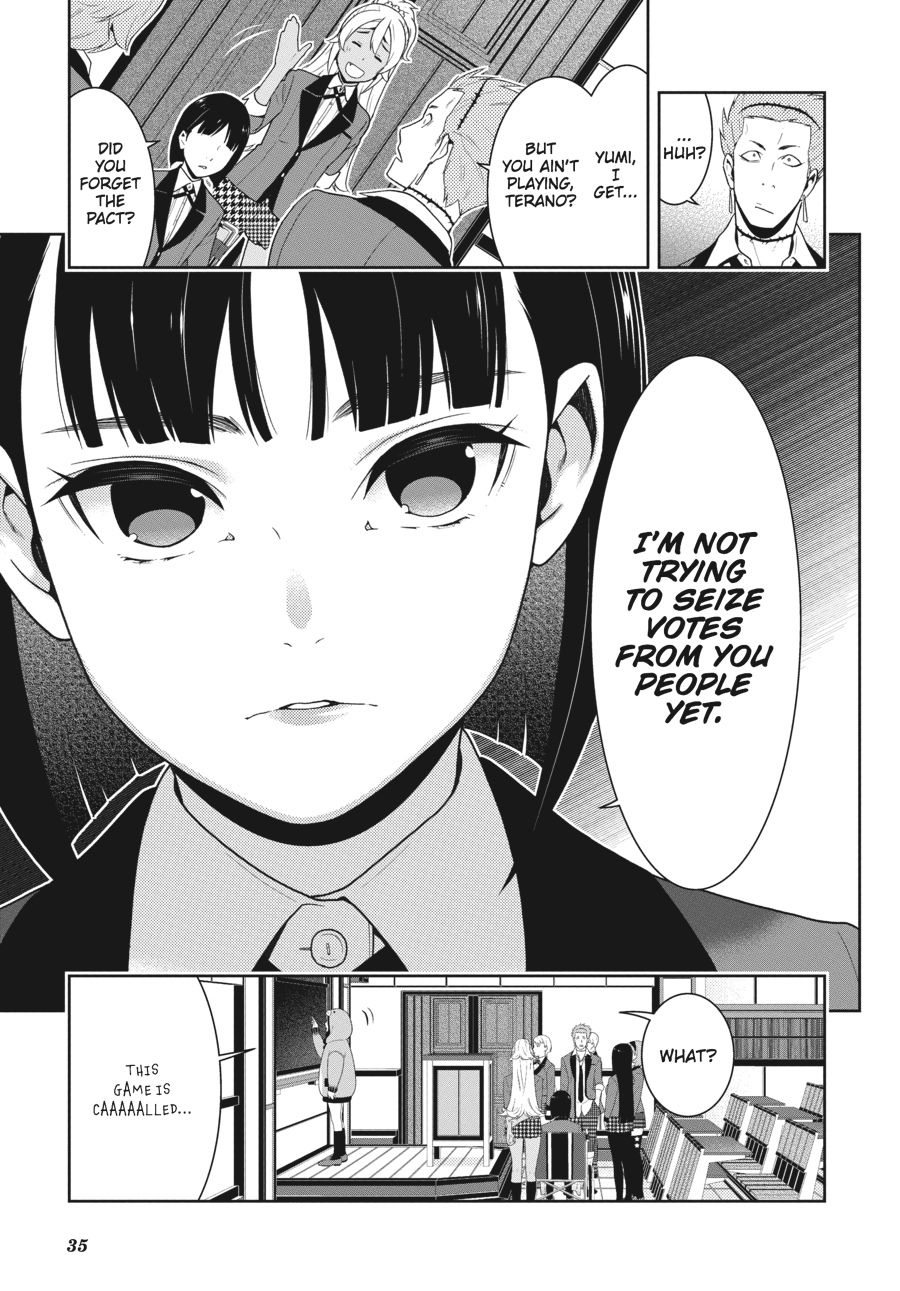 ...
HUH?
YUMI,
I
GET...
BUT
YOU AIN'T
PLAYING,
TERANO?
DID
YOU
FORGET
THE
PACT?
I'M NOT
TRYING
TO SEIZE
VOTES
FROM YOU
PEOPLE
YET.
WHAT?
THIS
GAME IS
CAAAAALLED...
35